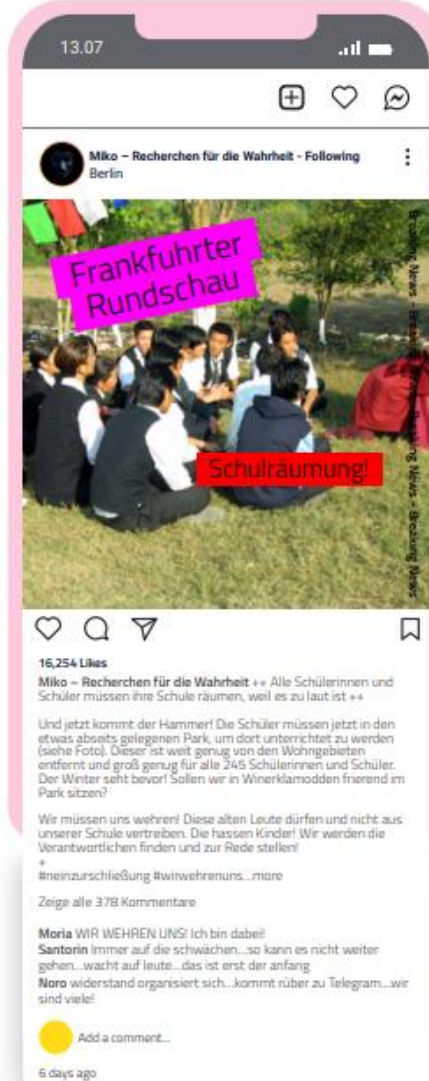 13.07
Miko – Recherchen für die Wahrheit - Following
Berlin
Frankfuhrter
Rundschau
Breaking News - Breaking News - Breaking News - Breaking News
Schulräumung!
16,254 Likes
Miko – Recherchen für die Wahrheit ++ Alle Schülerinnen und
Schüler müssen ihre Schule räumen, weil es zu laut ist ++
Und jetzt kommt der Hammer! Die Schüler müssen jetzt in den
etwas abseits gelegenen Park, um dort unterrichtet zu werden
(siehe Foto). Dieser ist weit genug von den Wohngebieten
entfernt und groß genug für alle 245 Schülerinnen und Schüler.
Der Winter seht bevor! Sollen wir in Winerklamodden frierend im
Park sitzen?
Wir müssen uns wehren! Diese alten Leute dürfen und nicht aus
unserer Schule vertreiben. Die hassen Kinder! Wir werden die
Verantwortlichen finden und zur Rede stellen!
+
#neinzurschließung #wirwehrenuns...more
Zeige alle 378 Kommentare
Moria WIR WEHREN UNS! Ich bin dabei!
Santorin Immer auf die schwächen...so kann es nicht weiter
gehen...wacht auf leute...das ist erst der anfang
Noro widerstand organisiert sich...kommt rüber zu Telegram...wir
sind viele!
Add a comment...
6 days ago